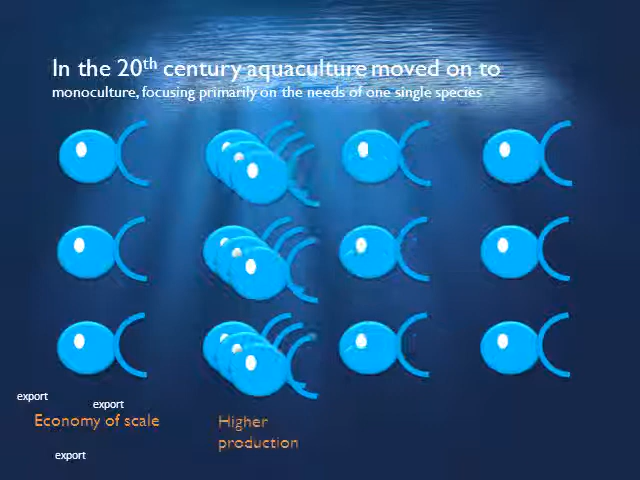 In the 20th century aquaculture moved on to
monoculture, focusing primarily on the needs of one single species
export
export
Economy of scale
Higher
production
export